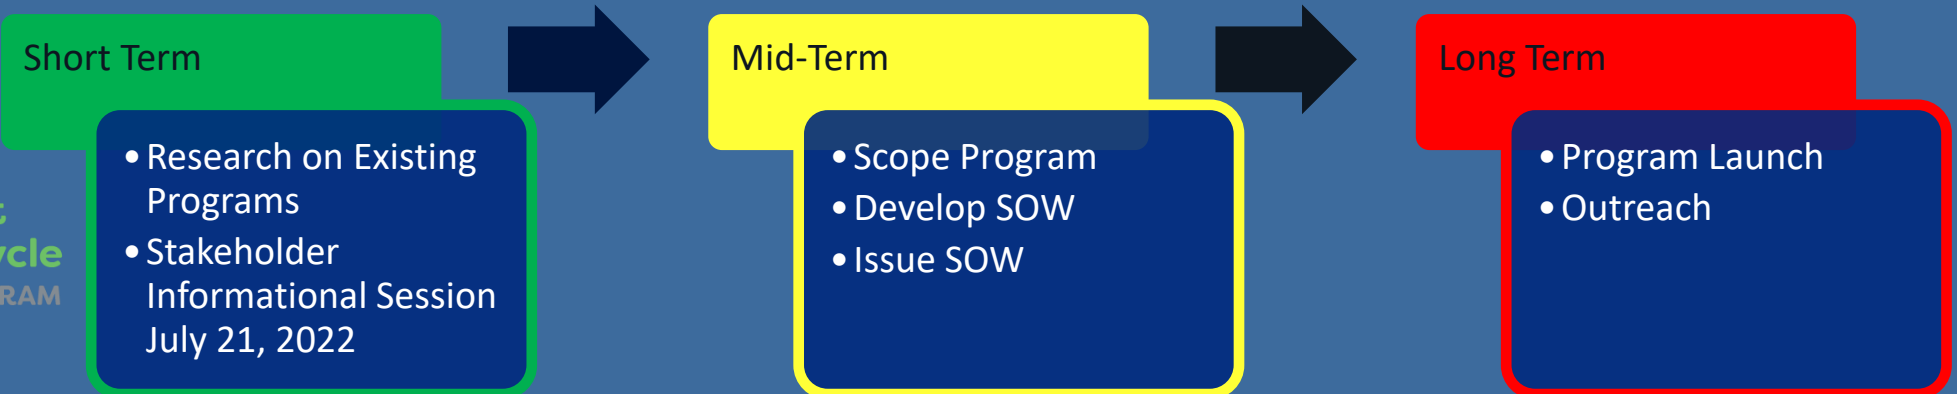 Short Term
• Research on Existing
Programs
• Stakeholder
Informational Session
July 21, 2022
Mid-Term
• Scope Program
• Develop SOW
• Issue SOW
Long Term
• Program Launch
• Outreach